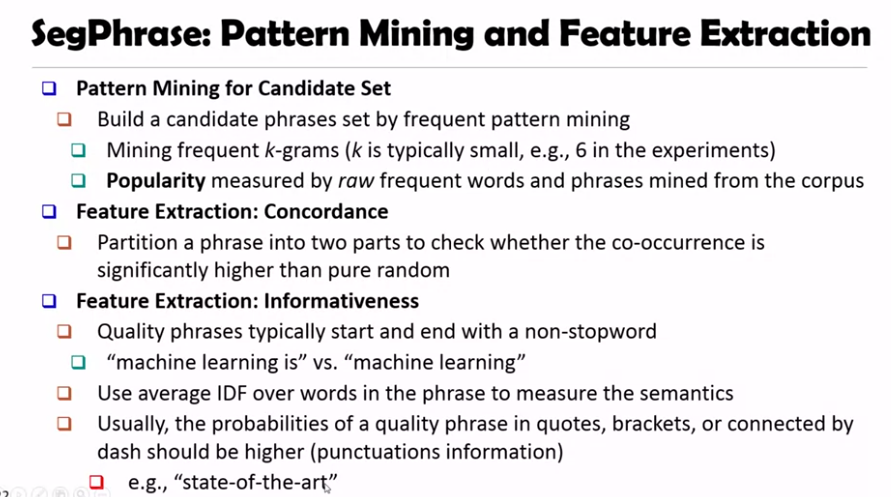 SegPhrase: Pattern Mining and Feature Extraction
Pattern Mining for Candidate Set
Build a candidate phrases set by frequent pattern mining
Mining frequent k-grams (k is typically small, e.g., 6 in the experiments)
Popularity measured by raw frequent words and phrases mined from the corpus
Feature Extraction: Concordance
Partition a phrase into two parts to check whether the co-occurrence is
significantly higher than pure random
Feature Extraction: Informativeness
Quality phrases typically start and end with a non-stopword
“machine learning is” vs. “machine learning”
Use average IDF over words in the phrase to measure the semantics
Usually, the probabilities of a quality phrase in quotes, brackets, or connected by
dash should be higher (punctuations information)
e.g., “state-of-the-art”